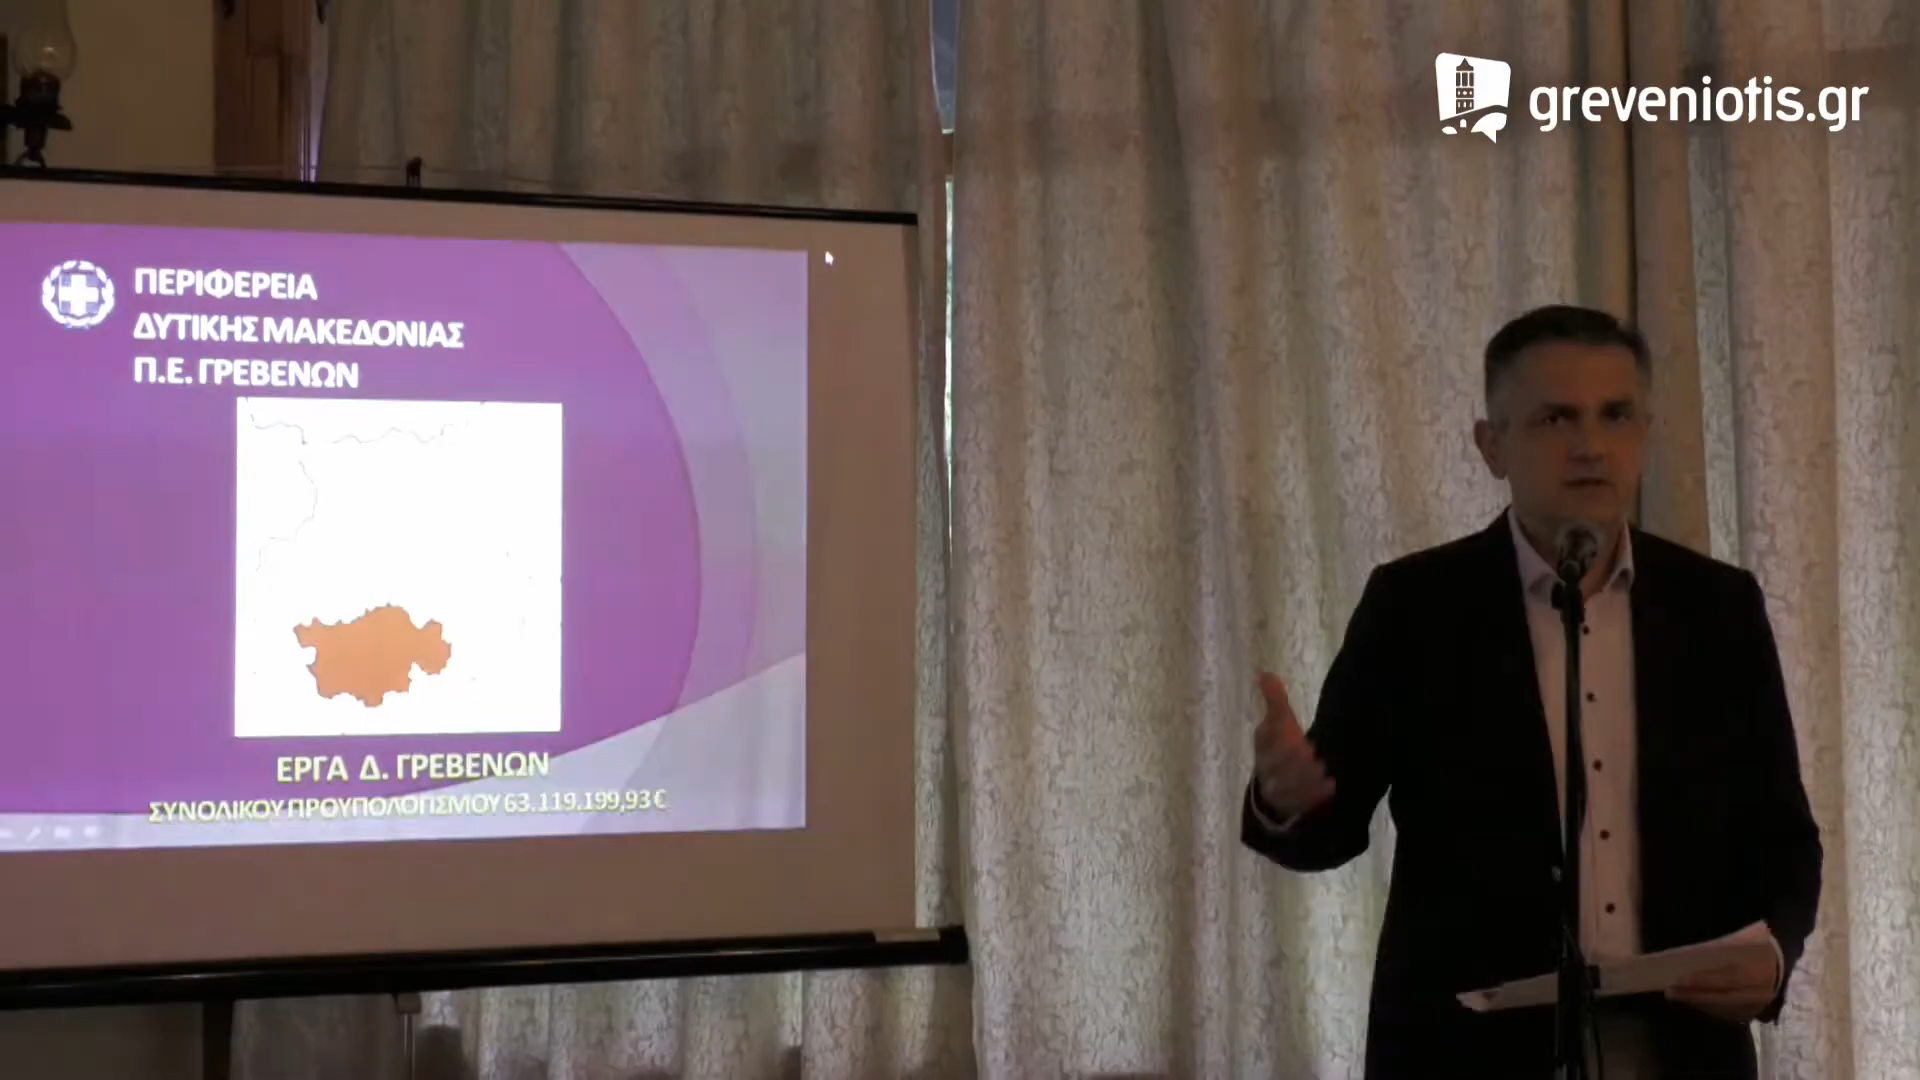 greveniotis.gr
ΠΕΡΙΦΕΡΕΙΑ
ΔΥΤΙΚΗΣ ΜΑΚΕΔΟΝΙΑΣ
Π.Ε. ΓΡΕΒΕΝΩΝ
ΕΡΓΑ Δ. ΓΡΕΒΕΝΩΝ
ΣΥΝΟΛΙΚΟΥ ΠΡΟΥΠΟΛΟΓΙΣΜΟΥ 63.119.199,93 €